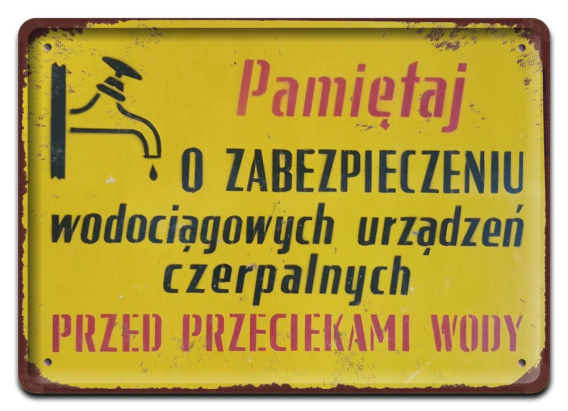 Pamiętaj
O ZABEZPIECZENIU
wodociągowych urządzeń
czerpalnych
PRZED PRZECIEKAMI WODY